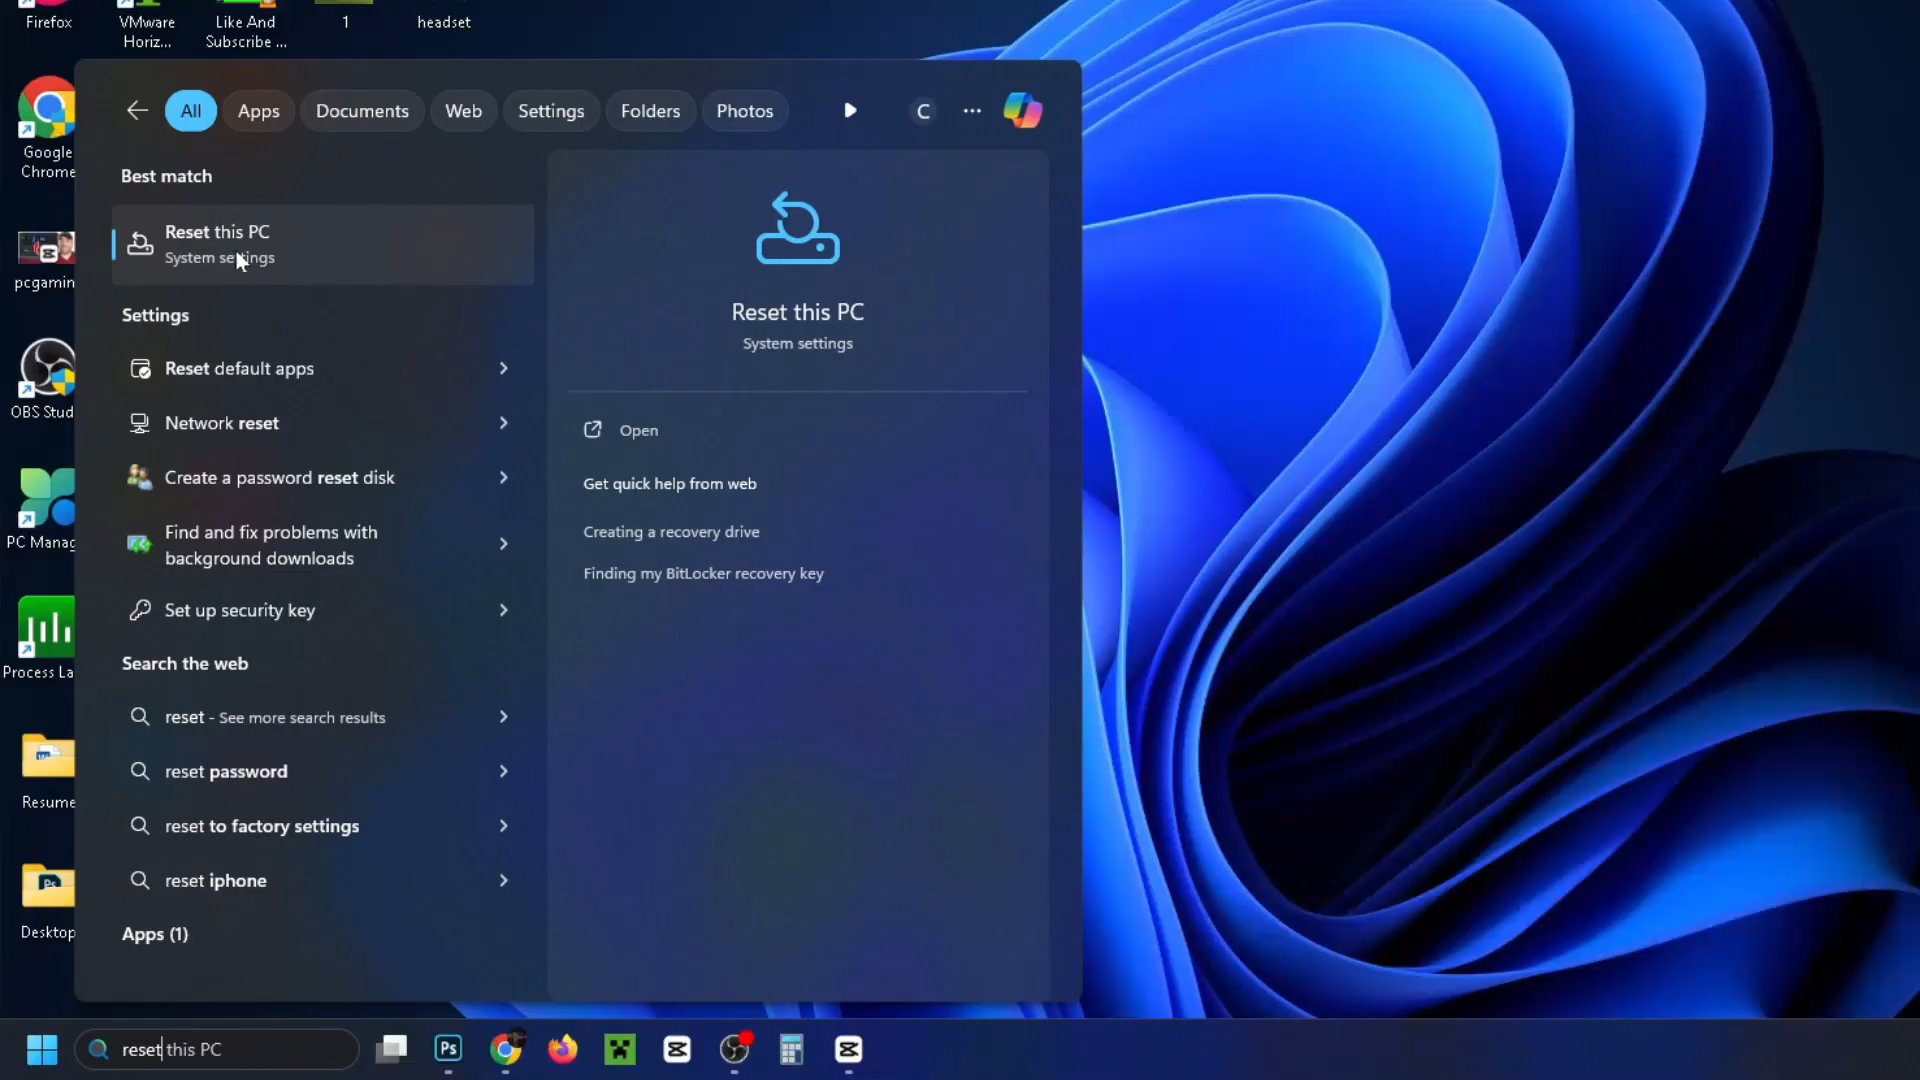 Firefox
VMware
Horiz...
Like And
Subscribe ...
1
headset
Google
Chrome
pcgamin
OBS Stud
PC Manag
Process La
Resume
Desktop
All
Apps
Documents
Web
Settings
Folders
Photos
C
Best match
Reset this PC
System settings
Settings
Reset default apps
Network reset
Create a password reset disk
Find and fix problems with
background downloads
Set up security key
Search the web
reset - See more search results
reset password
reset to factory settings
reset iphone
Apps (1)
Reset this PC
System settings
Open
Get quick help from web
Creating a recovery drive
Finding my BitLocker recovery key
reset this PC
Ps